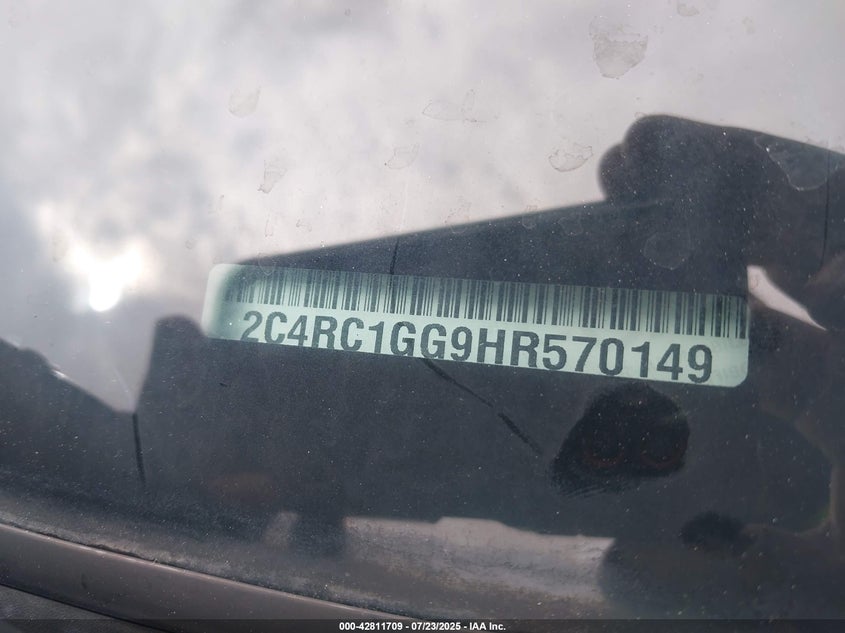 2C4RC1GG9HR570149
000-42811709 - 07/23/2025 - IAA Inc.